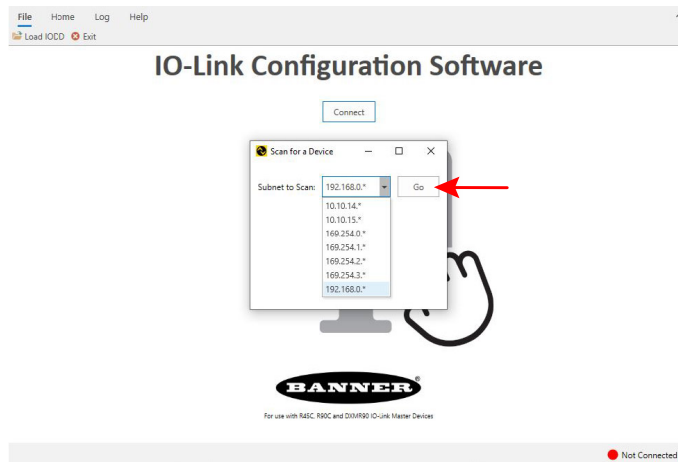 File Home Log Help
Load IODD Exit
IO-Link Configuration Software
Connect
Scan for a Device
Subnet to Scan: 192.168.0.* Go
10.10.14.*
10.10.15.*
169.254.0.*
169.254.1.*
169.254.2.*
169.254.3.*
192.168.0.*
BANNER®
For use with R45C, R90C and DXMR90 IO-Link Master Devices
Not Connected